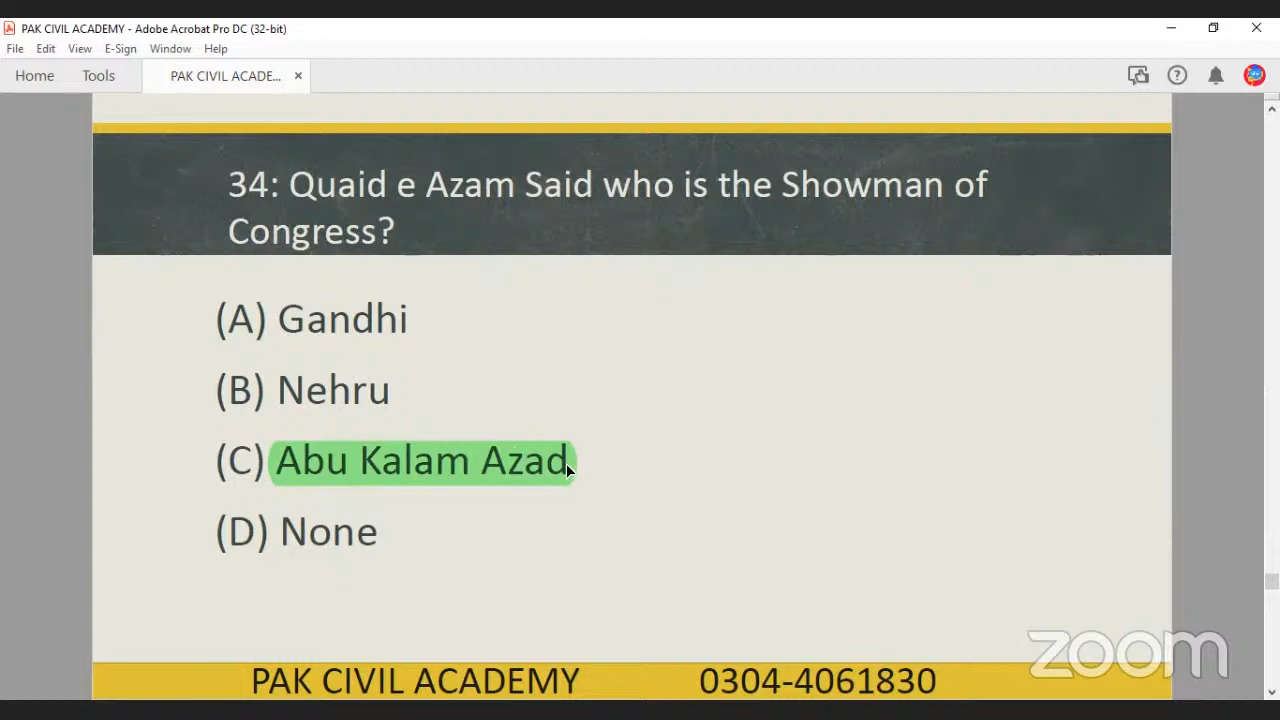 PAK CIVIL ACADEMY - Adobe Acrobat Pro DC (32-bit)
File Edit View E-Sign Window Help
Home Tools PAK CIVIL ACADE...
34: Quaid e Azam Said who is the Showman of
Congress?
(A) Gandhi
(B) Nehru
(C) Abu Kalam Azad
(D) None
zoom
PAK CIVIL ACADEMY 0304-4061830